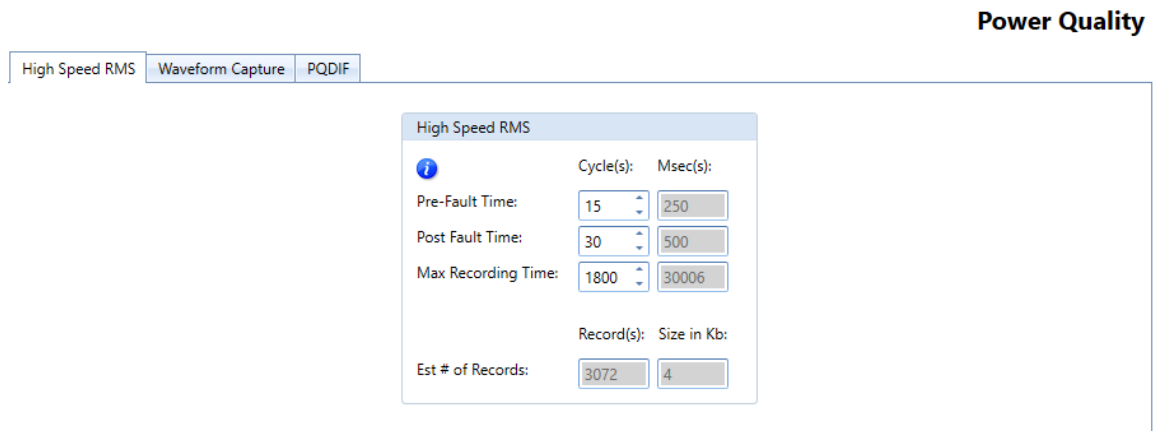 Power Quality
High Speed RMS Waveform Capture PQDIF
High Speed RMS
i Cycle(s): Msec(s):
Pre-Fault Time: 15 250
Post Fault Time: 30 500
Max Recording Time: 1800 30006
Record(s): Size in Kb:
Est # of Records: 3072 4